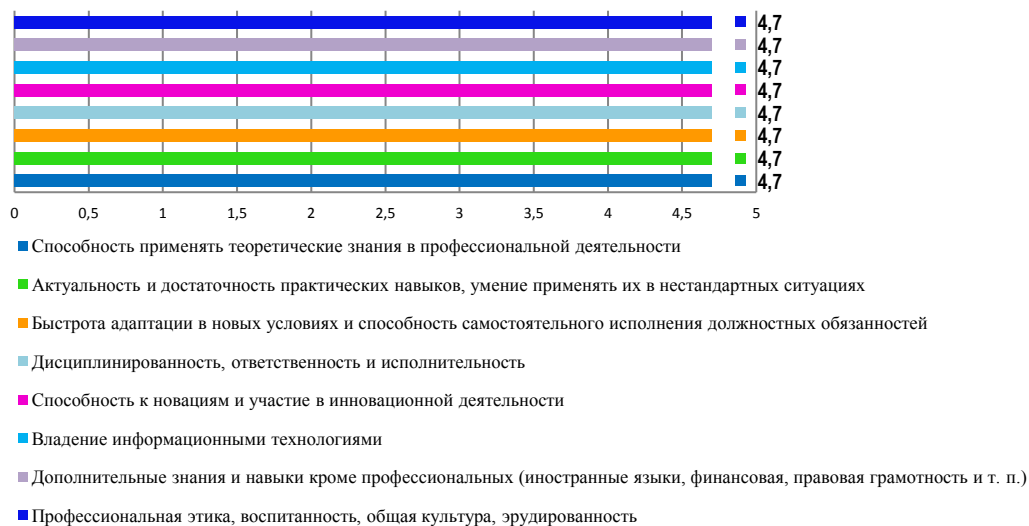 4,7
4,7
4,7
4,7
4,7
4,7
4,7
4,7
0 0,5 1 1,5 2 2,5 3 3,5 4 4,5 5
Способность применять теоретические знания в профессиональной деятельности
Актуальность и достаточность практических навыков, умение применять их в нестандартных ситуациях
Быстрота адаптации в новых условиях и способность самостоятельного исполнения должностных обязанностей
Дисциплинированность, ответственность и исполнительность
Способность к новациям и участие в инновационной деятельности
Владение информационными технологиями
Дополнительные знания и навыки кроме профессиональных (иностранные языки, финансовая, правовая грамотность и т. п.)
Профессиональная этика, воспитанность, общая культура, эрудированность